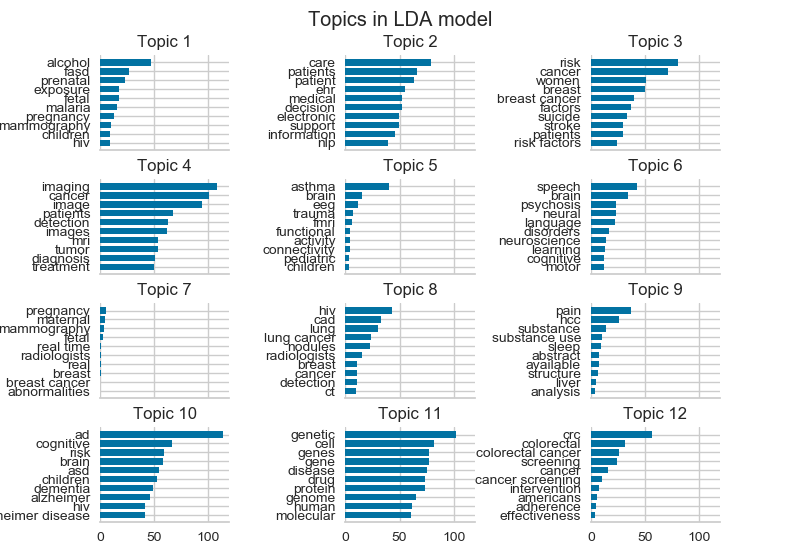 Topics in LDA model
Topic 1
alcohol
fasd
prenatal
exposure
fetal
malaria
pregnancy
mammography
children
hiv
Topic 2
care
patients
patient
ehr
medical
decision
electronic
support
information
nlp
Topic 3
risk
cancer
women
breast
breast cancer
factors
suicide
stroke
patients
risk factors
Topic 4
imaging
cancer
image
patients
detection
images
mri
tumor
diagnosis
treatment
Topic 5
asthma
brain
eeg
trauma
fmri
functional
activity
connectivity
pediatric
children
Topic 6
speech
brain
psychosis
neural
language
disorders
neuroscience
learning
cognitive
motor
Topic 7
pregnancy
maternal
mammography
fetal
real time
radiologists
real
breast
breast cancer
abnormalities
Topic 8
hiv
cad
lung
lung cancer
nodules
radiologists
breast
cancer
detection
ct
Topic 9
pain
hcc
substance
substance use
sleep
abstract
available
structure
liver
analysis
Topic 10
ad
cognitive
risk
brain
asd
children
dementia
alzheimer
hiv
heimer disease
0 50 100
Topic 11
genetic
cell
genes
gene
disease
drug
protein
genome
human
molecular
0 50 100
Topic 12
crc
colorectal
colorectal cancer
screening
cancer
cancer screening
intervention
americans
adherence
effectiveness
0 50 100